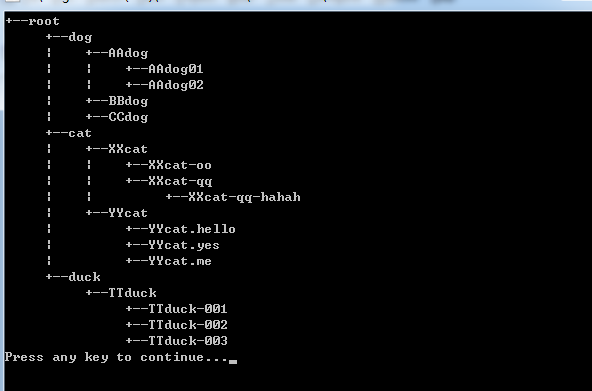 +--root
     +--dog
     ¦    +--AAdog
     ¦    ¦    +--AAdog01
     ¦    ¦    +--AAdog02
     ¦    +--BBdog
     ¦    +--CCdog
     +--cat
     ¦    +--XXcat
     ¦    ¦    +--XXcat-oo
     ¦    ¦    +--XXcat-qq
     ¦    ¦         +--XXcat-qq-hahah
     ¦    +--YYcat
     ¦         +--YYcat.hello
     ¦         +--YYcat.yes
     ¦         +--YYcat.me
     +--duck
          +--TTduck
               +--TTduck-001
               +--TTduck-002
               +--TTduck-003
Press any key to continue...